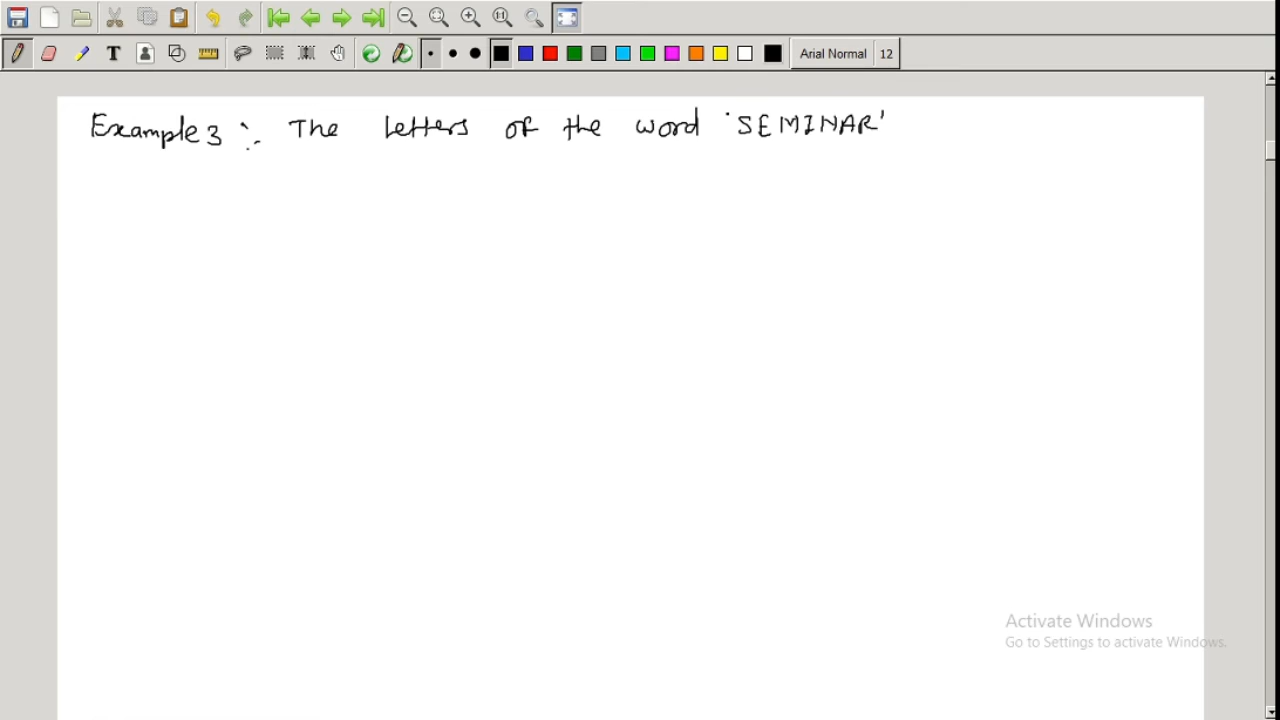 Arial Normal 12
Example 3 :. The letters of the word 'SEMINAR'
Activate Windows
Go to Settings to activate Windows.